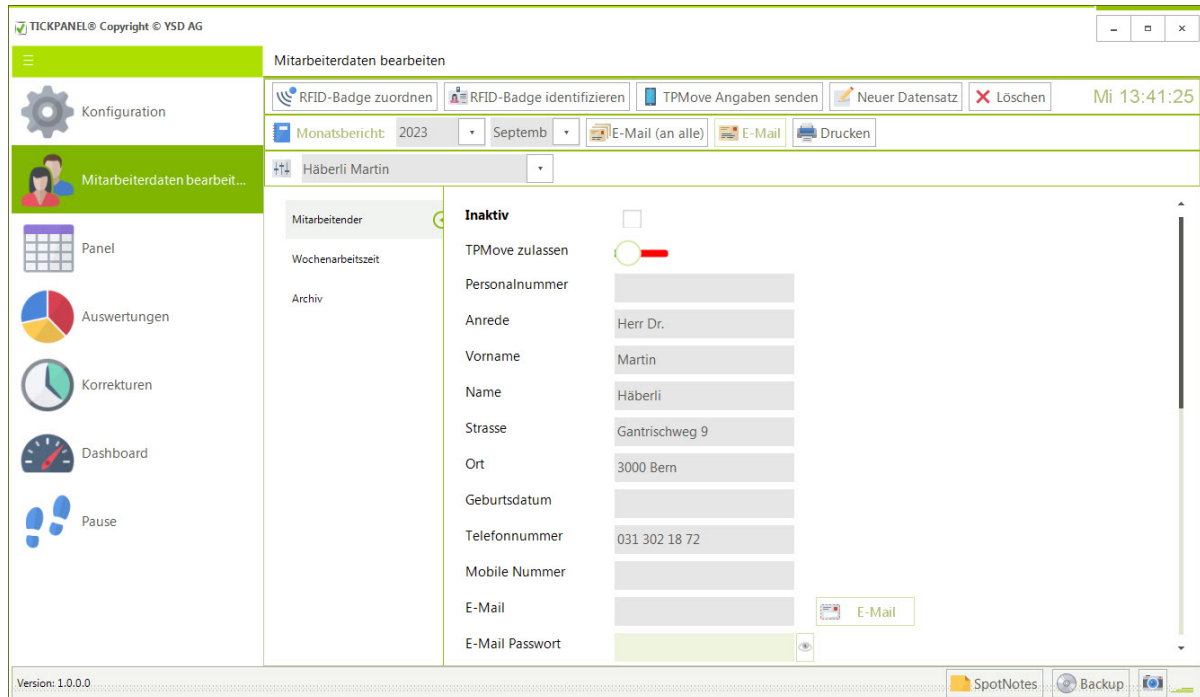 TICKPANEL® Copyright © YSD AG
Mitarbeiterdaten bearbeiten
RFID-Badge zuordnen RFID-Badge identifizieren TPMove Angaben senden Neuer Datensatz Löschen Mi 13:41:25
Monatsbericht: 2023 Septemb E-Mail (an alle) E-Mail Drucken
Häberli Martin
Konfiguration
Mitarbeiterdaten bearbeit...
Panel
Auswertungen
Korrekturen
Dashboard
Pause
Mitarbeitender
Wochenarbeitszeit
Archiv
Inaktiv
TPMove zulassen
Personalnummer
Anrede Herr Dr.
Vorname Martin
Name Häberli
Strasse Gantrischweg 9
Ort 3000 Bern
Geburtsdatum
Telefonnummer 031 302 18 72
Mobile Nummer
E-Mail E-Mail
E-Mail Passwort
Version: 1.0.0.0 SpotNotes Backup